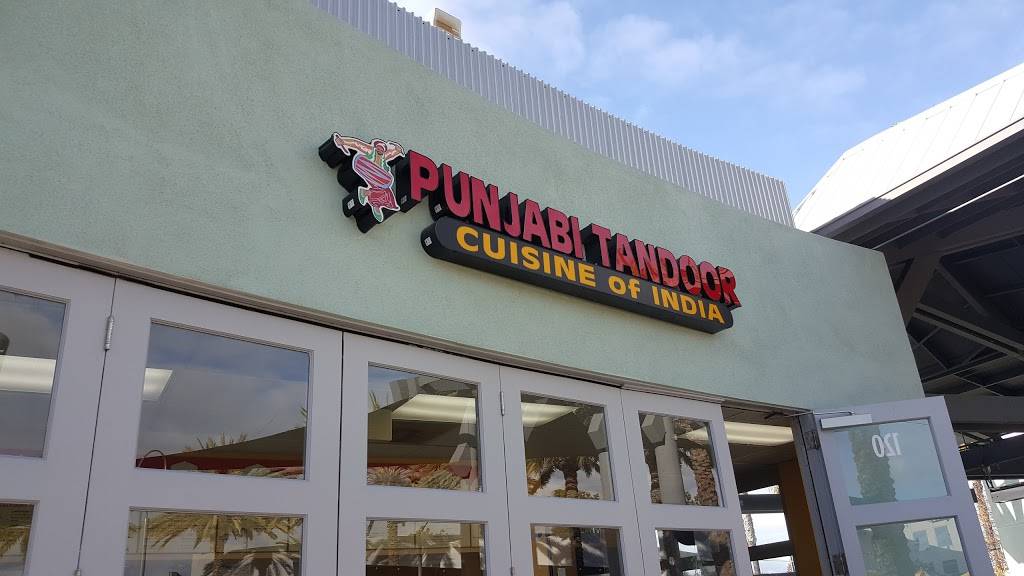 PUNJABI TANDOOR
CUISINE of INDIA
120